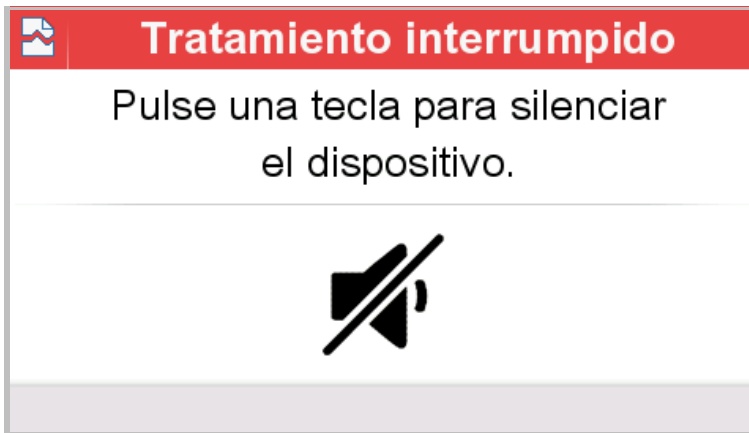 Tratamiento interrumpido
Pulse una tecla para silenciar
el dispositivo.